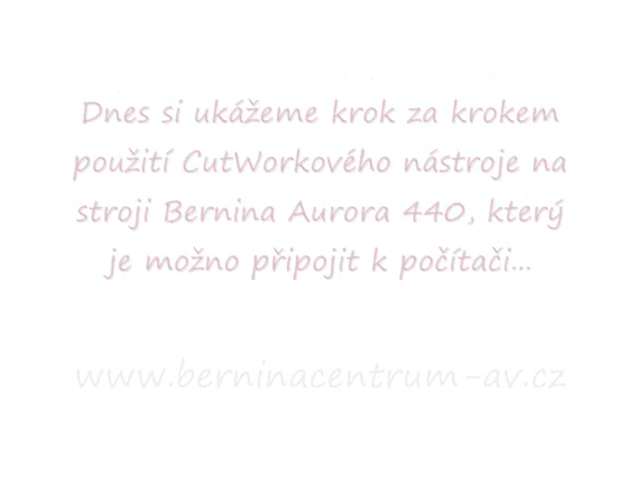 Dnes si ukážeme krok za krokem
použití CutWorkového nástroje na
stroji Bernina Aurora 440, který
je možno připojit k počítači...
www.berninacentrum-av.cz